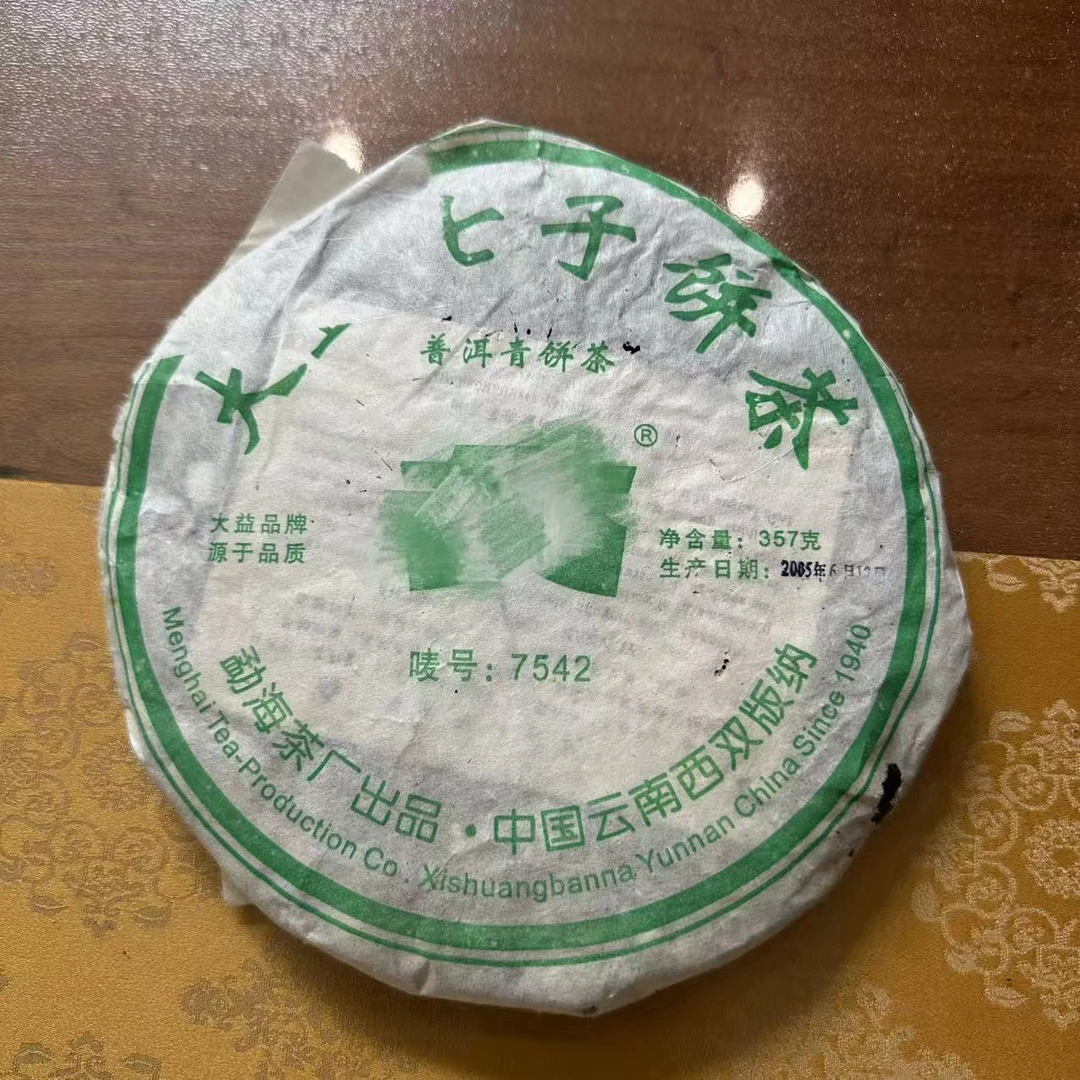 大 七子餅茶
普洱青饼茶
®
大益品牌
源于品质
净含量：357克
生产日期：
唛号：7542
勐海茶厂出品·中国云南西双版纳
Menghai Tea-Production Co . Xishuangbanna Yunnan China Since 1940